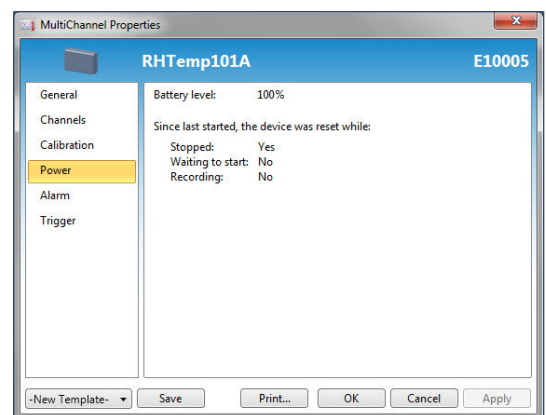 MultiChannel Properties
RHTemp101A E10005
General
Channels
Calibration
Power
Alarm
Trigger
Battery level: 100%
Since last started, the device was reset while:
Stopped: Yes
Waiting to start: No
Recording: No
-New Template- Save Print... OK Cancel Apply